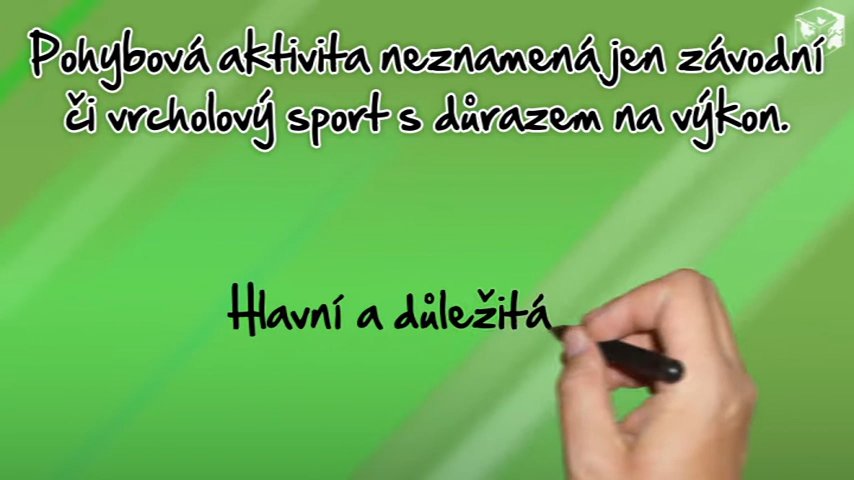 Pohybová aktivita neznamená jen závodní
či vrcholový sport s důrazem na výkon.
Hlavní a důležitá